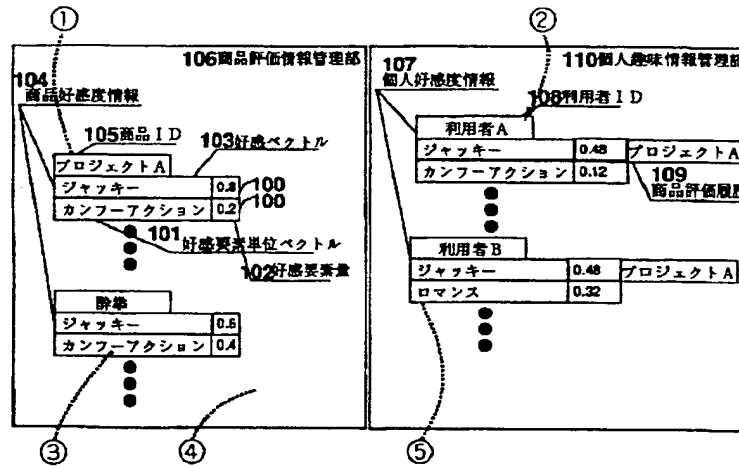 ① ②
106商品評価情報管理部
104
商品好感度情報
105商品ID
103好感ベクトル
プロジェクトA
ジャッキー 0.8 100
カンフーアクション 0.2 100
101
好感要素単位ベクトル
102好感要素量
酔拳
ジャッキー 0.6
カンフーアクション 0.4
107
個人好感度情報
110個人趣味情報管理部
108利用者ID
利用者A
ジャッキー 0.48 プロジェクトA
カンフーアクション 0.12
109
商品評価履歴
利用者B
ジャッキー 0.48 プロジェクトA
ロマンス 0.32
③ ④ ⑤